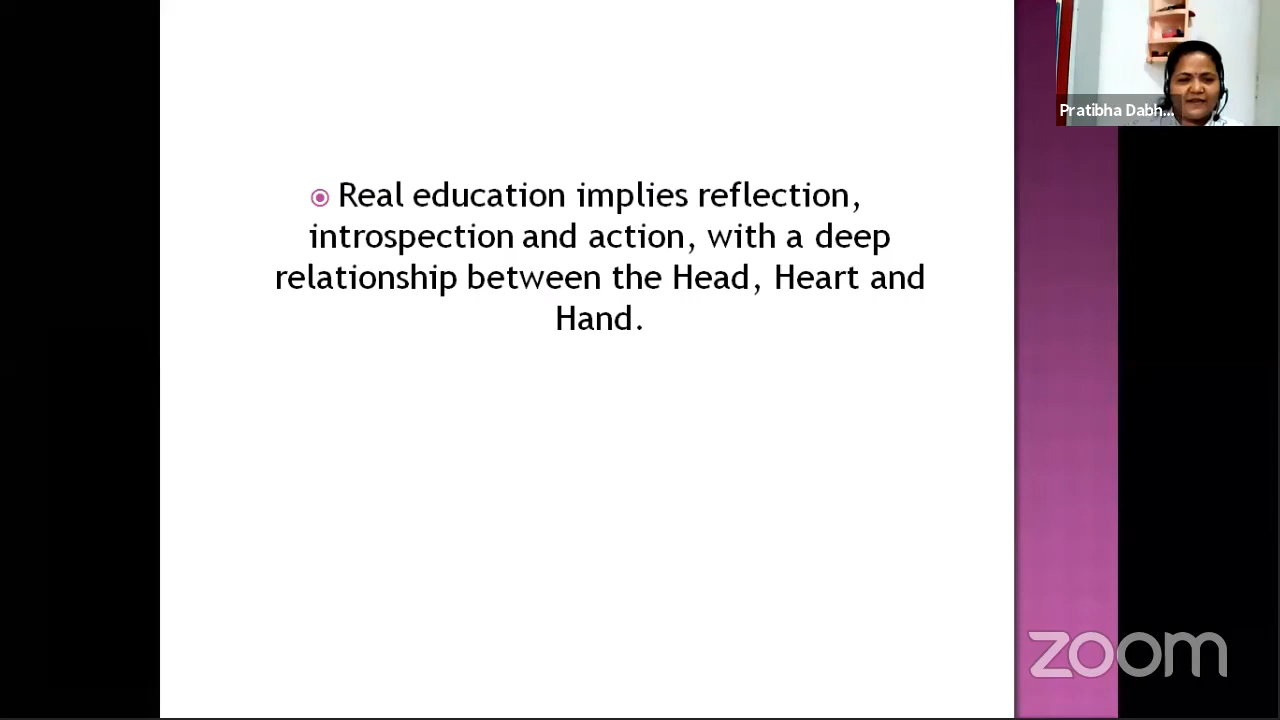 Pratibha Dabh...
Real education implies reflection,
introspection and action, with a deep
relationship between the Head, Heart and
Hand.
zoom